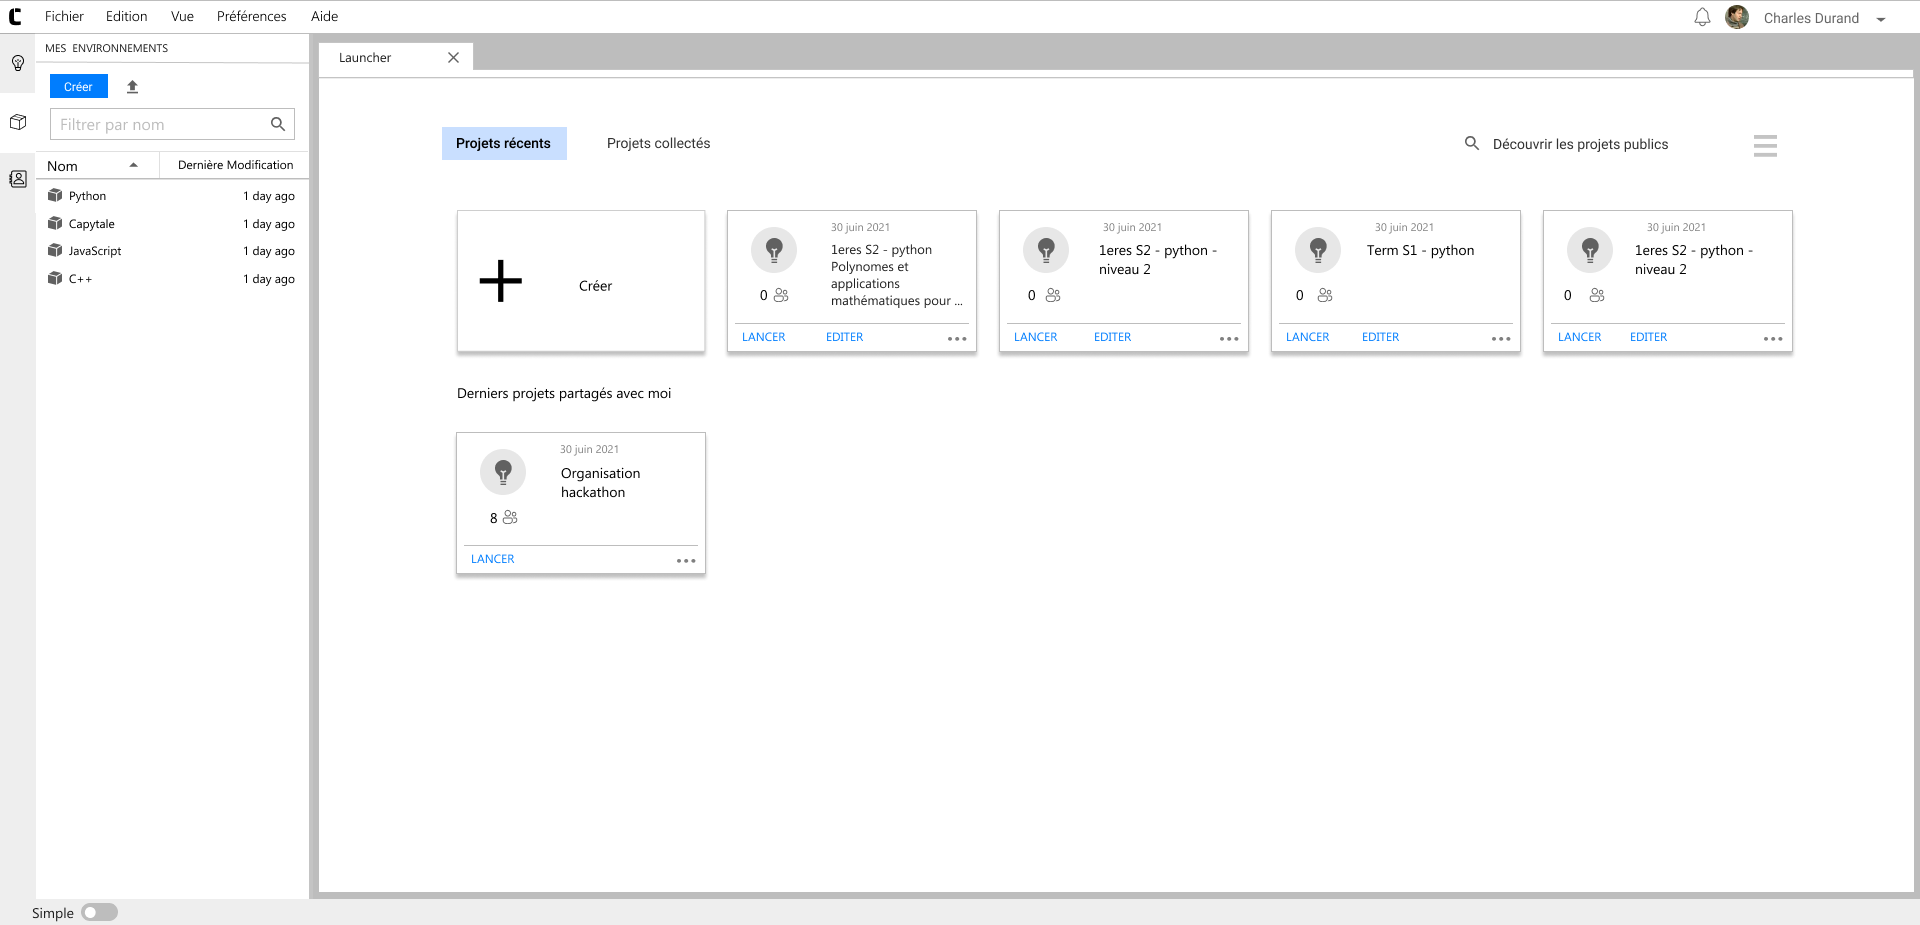 Fichier Edition Vue Préférences Aide Charles Durand
MES ENVIRONNEMENTS
Launcher
Créer
Filtrer par nom
Nom Dernière Modification
Python 1 day ago
Capytale 1 day ago
JavaScript 1 day ago
C++ 1 day ago
Projets récents Projets collectés Découvrir les projets publics
Créer
30 juin 2021
1eres S2 - python
Polynomes et
applications
mathématiques pour ...
0
LANCER EDITER
30 juin 2021
1eres S2 - python -
niveau 2
0
LANCER EDITER
30 juin 2021
Term S1 - python
0
LANCER EDITER
30 juin 2021
1eres S2 - python -
niveau 2
0
LANCER EDITER
Derniers projets partagés avec moi
30 juin 2021
Organisation
hackathon
8
LANCER
Simple